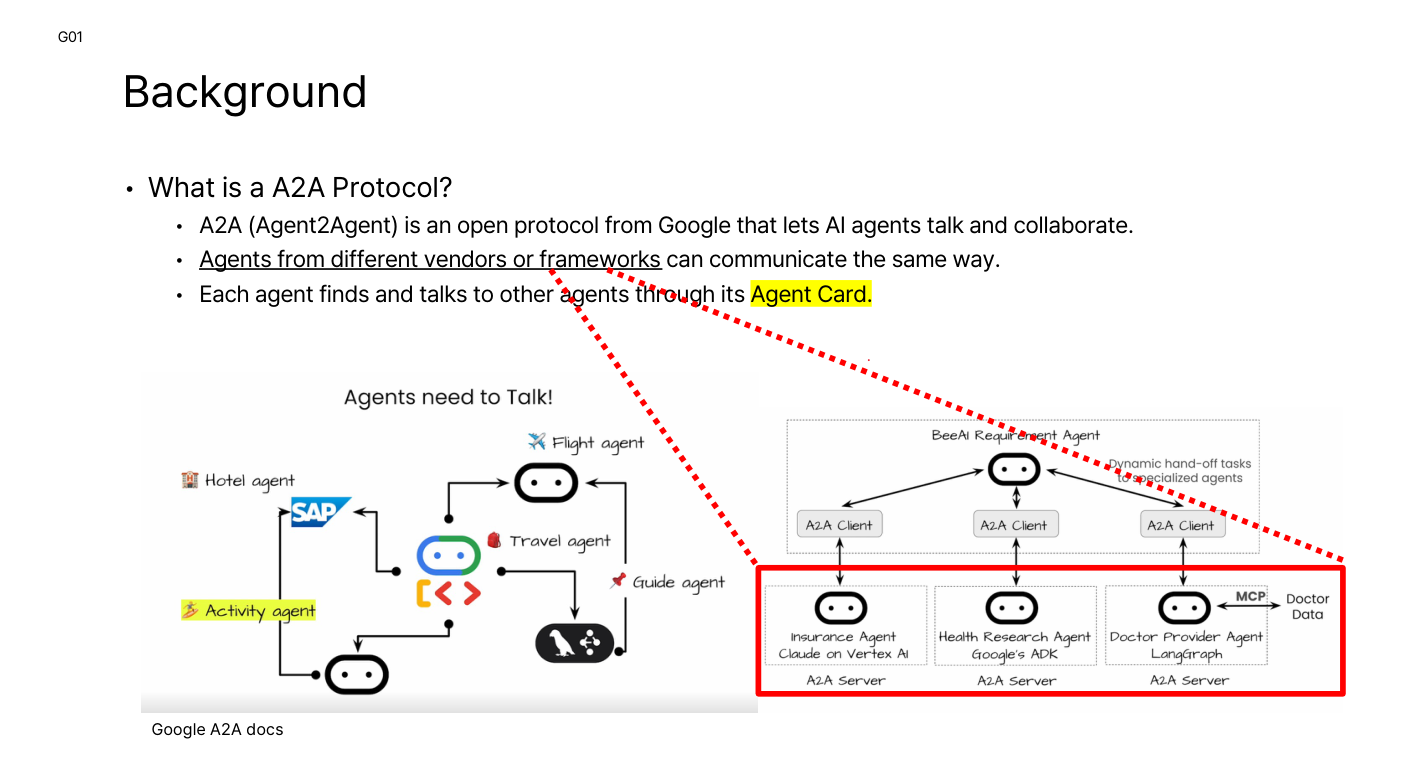 G01
Background
• What is a A2A Protocol?
• A2A (Agent2Agent) is an open protocol from Google that lets AI agents talk and collaborate.
• Agents from different vendors or frameworks can communicate the same way.
• Each agent finds and talks to other agents through its Agent Card.
Agents need to Talk!
Flight agent
Hotel agent
SAP
Travel agent
Guide agent
Activity agent
Google A2A docs
BeeAI Requirement Agent
Dynamic hand-off tasks
to specialized agents
A2A Client
A2A Client
A2A Client
MCP
Doctor
Data
Insurance Agent
Claude on Vertex AI
A2A Server
Health Research Agent
Google's ADK
A2A Server
Doctor Provider Agent
LangGraph
A2A Server